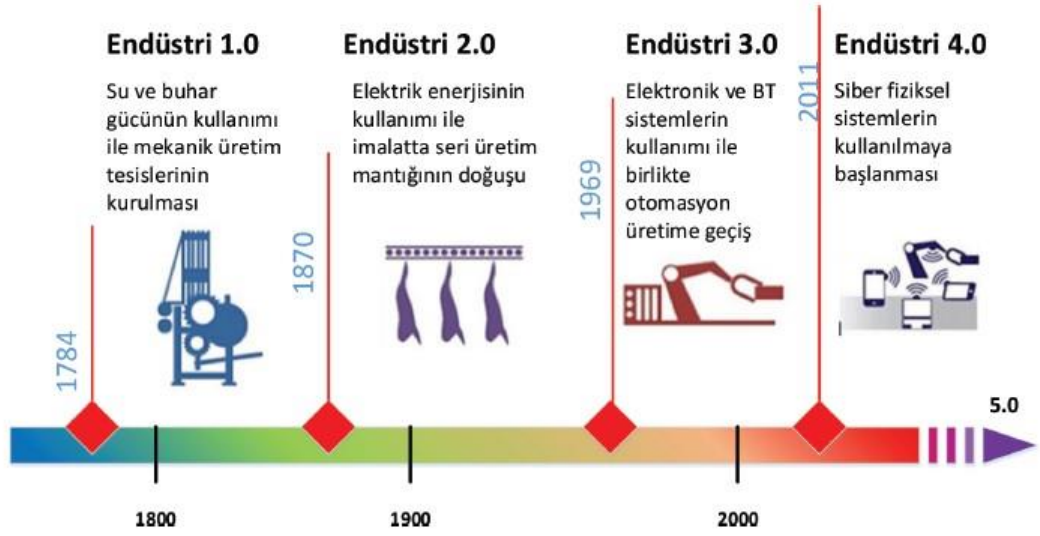 Endüstri 1.0
Su ve buhar
gücünün kullanımı
ile mekanik üretim
tesislerinin
kurulması
1784
Endüstri 2.0
Elektrik enerjisinin
kullanımı ile
imalatta seri üretim
mantığının doğuşu
1870
Endüstri 3.0
Elektronik ve BT
sistemlerin
kullanımı ile
birlikte
otomasyon
üretime geçiş
1969
Endüstri 4.0
Siber fiziksel
sistemlerin
kullanılmaya
başlanması
2011
5.0
1800
1900
2000